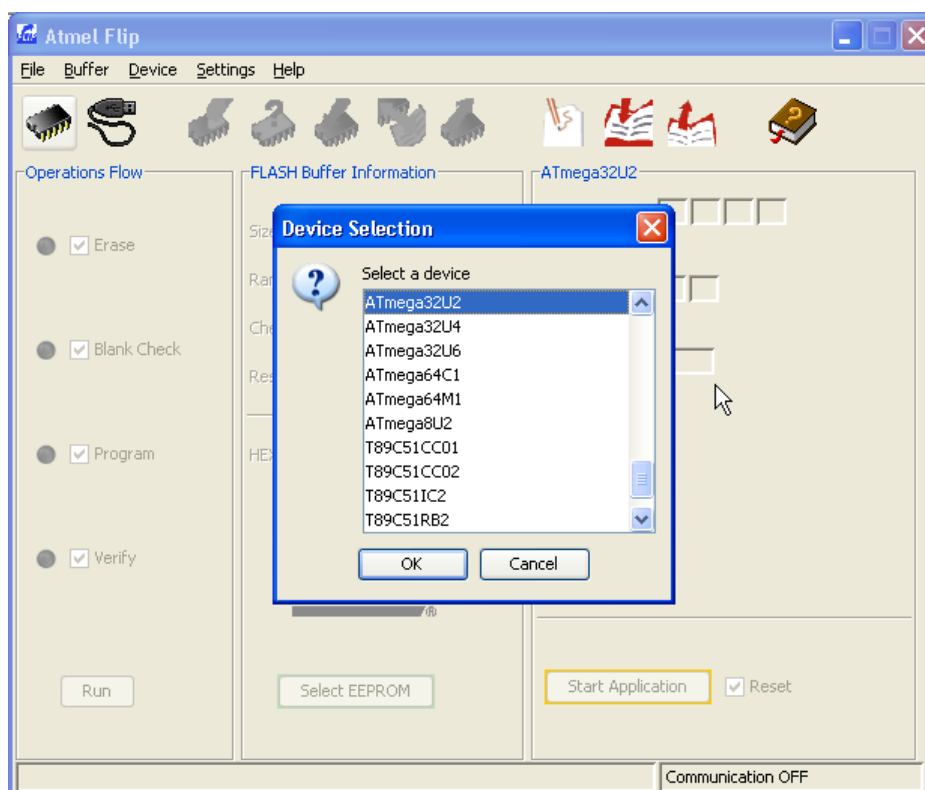 Atmel Flip
File Buffer Device Settings Help
Operations Flow
FLASH Buffer Information
ATmega32U2
Erase
Blank Check
Program
Verify
Run
Device Selection
Select a device
ATmega32U2
ATmega32U4
ATmega32U6
ATmega64C1
ATmega64M1
ATmega8U2
T89C51CC01
T89C51CC02
T89C51IC2
T89C51RB2
OK Cancel
®
Select EEPROM
Start Application Reset
Communication OFF